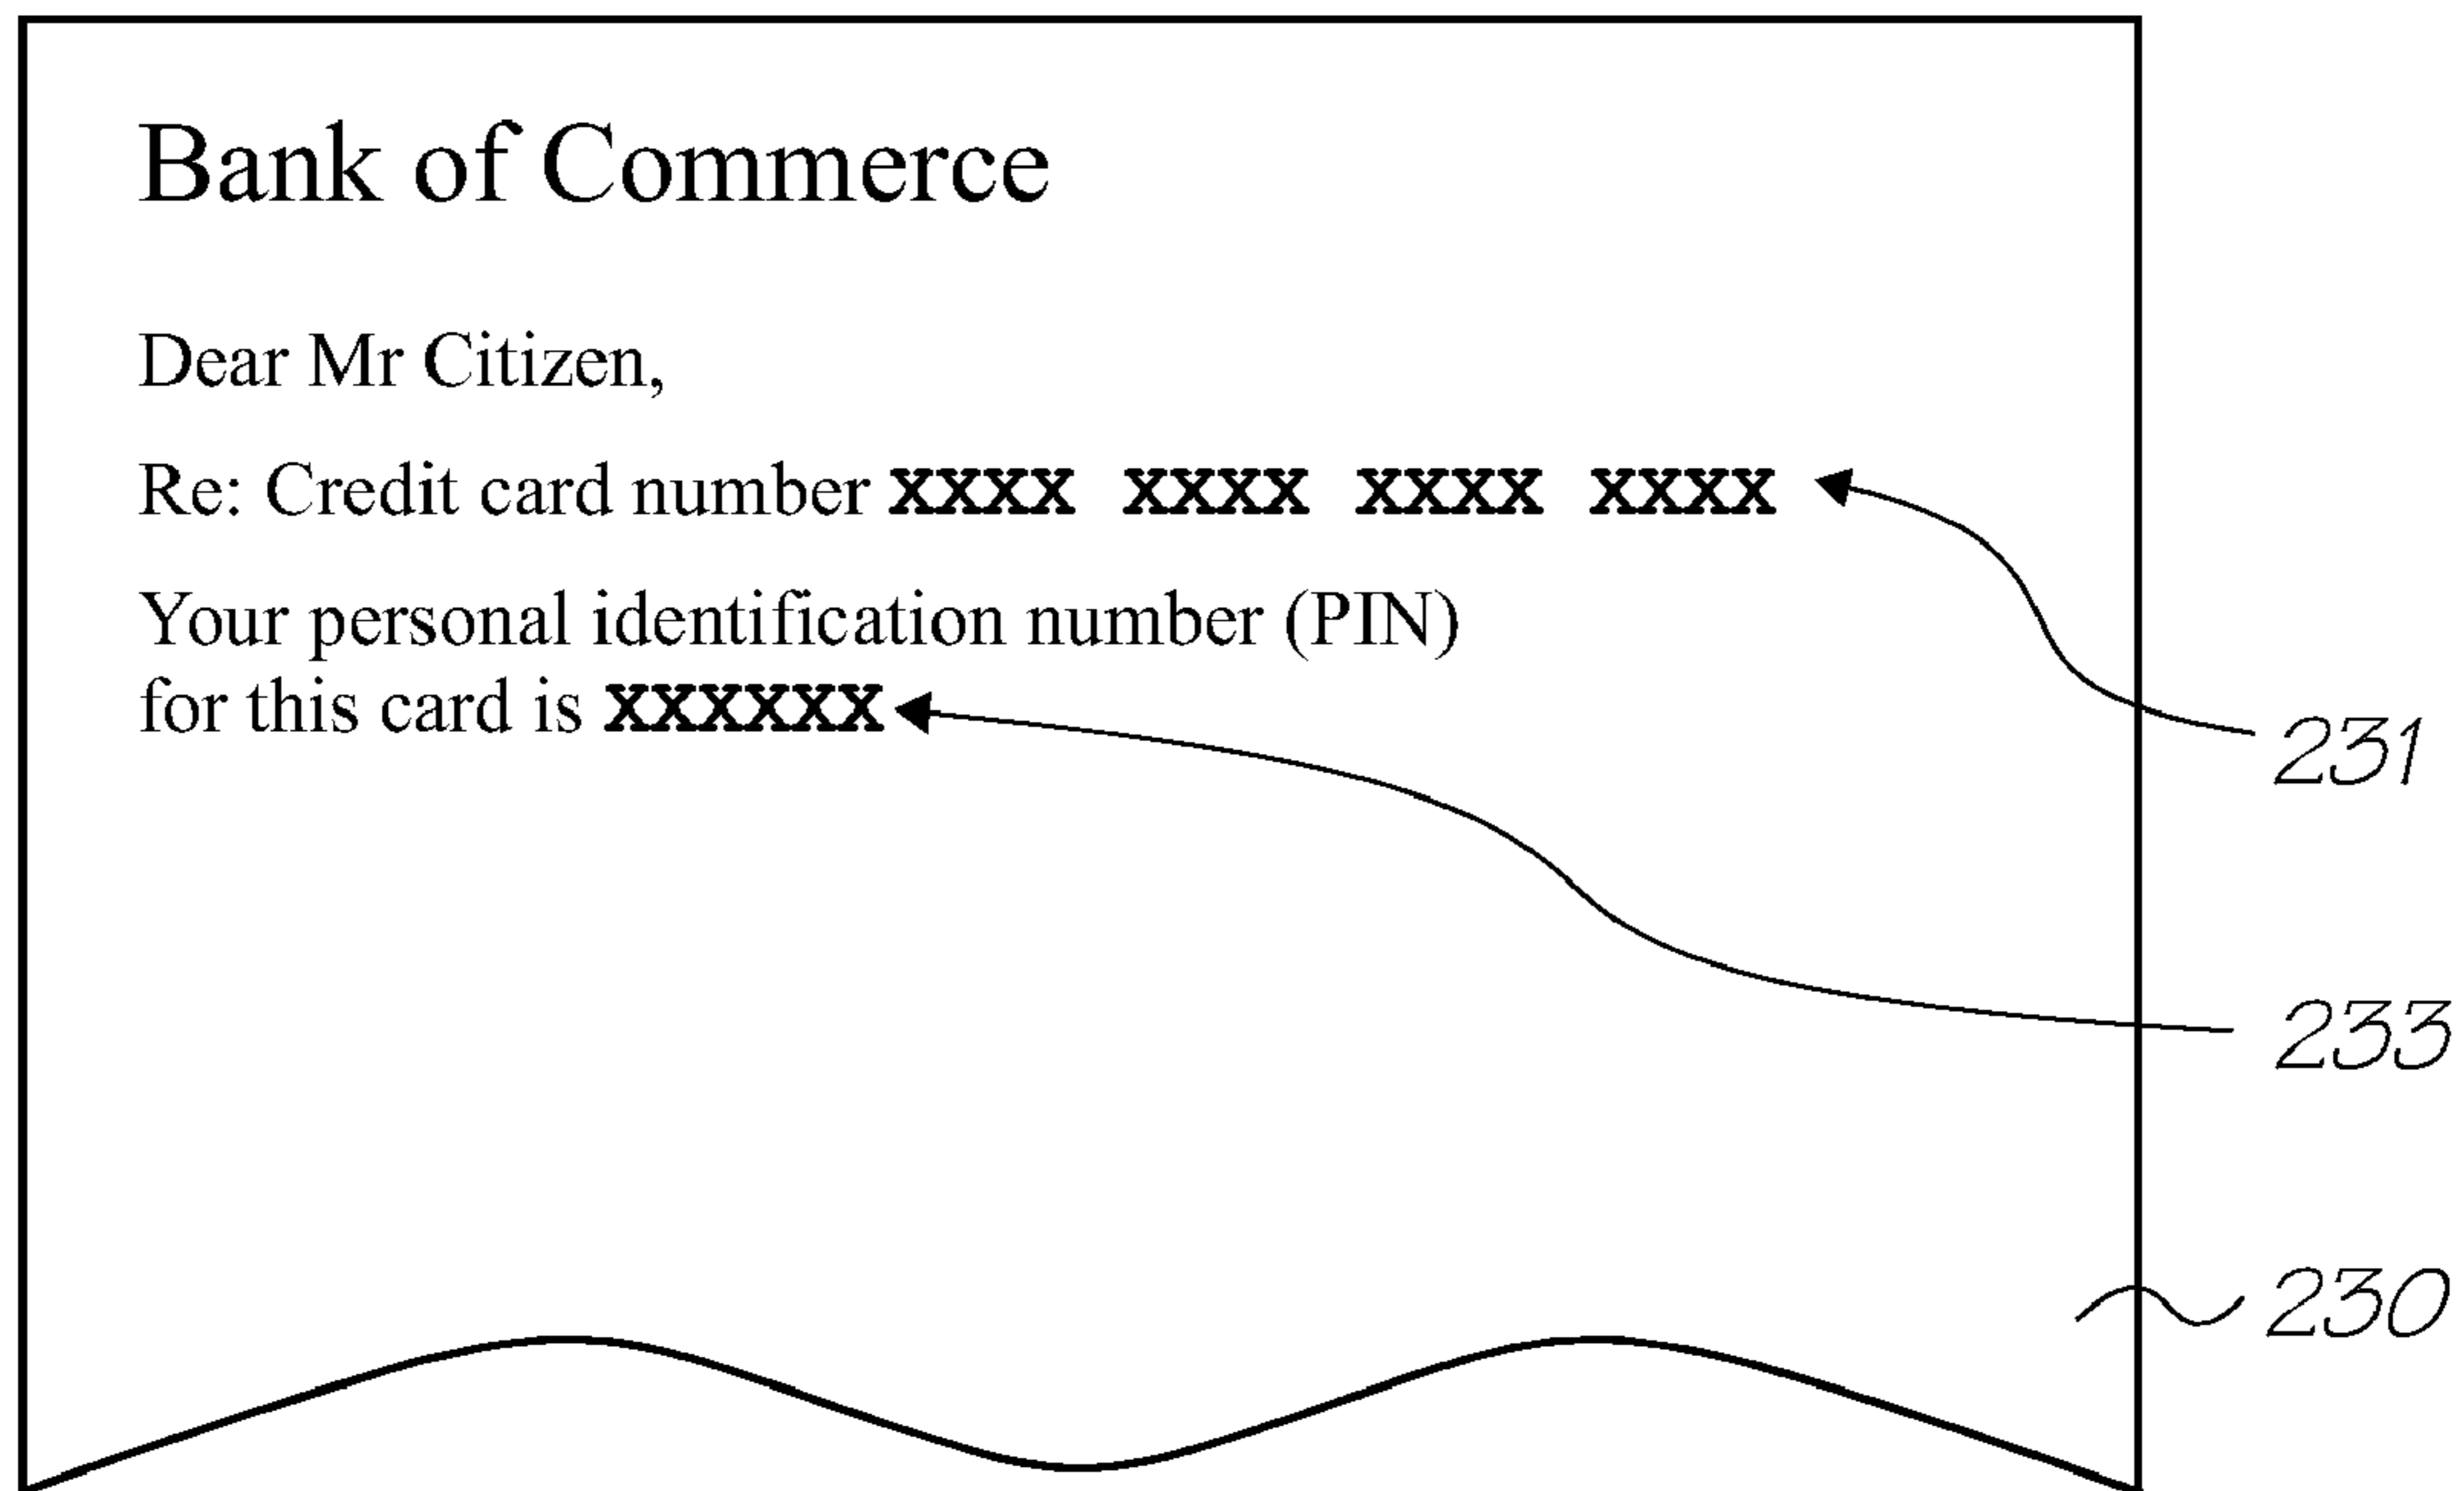 Bank of Commerce
Dear Mr Citizen,
Re: Credit card number xxxx xxxx xxxx xxxx
Your personal identification number (PIN)
for this card is xxxxxx
231
233
230